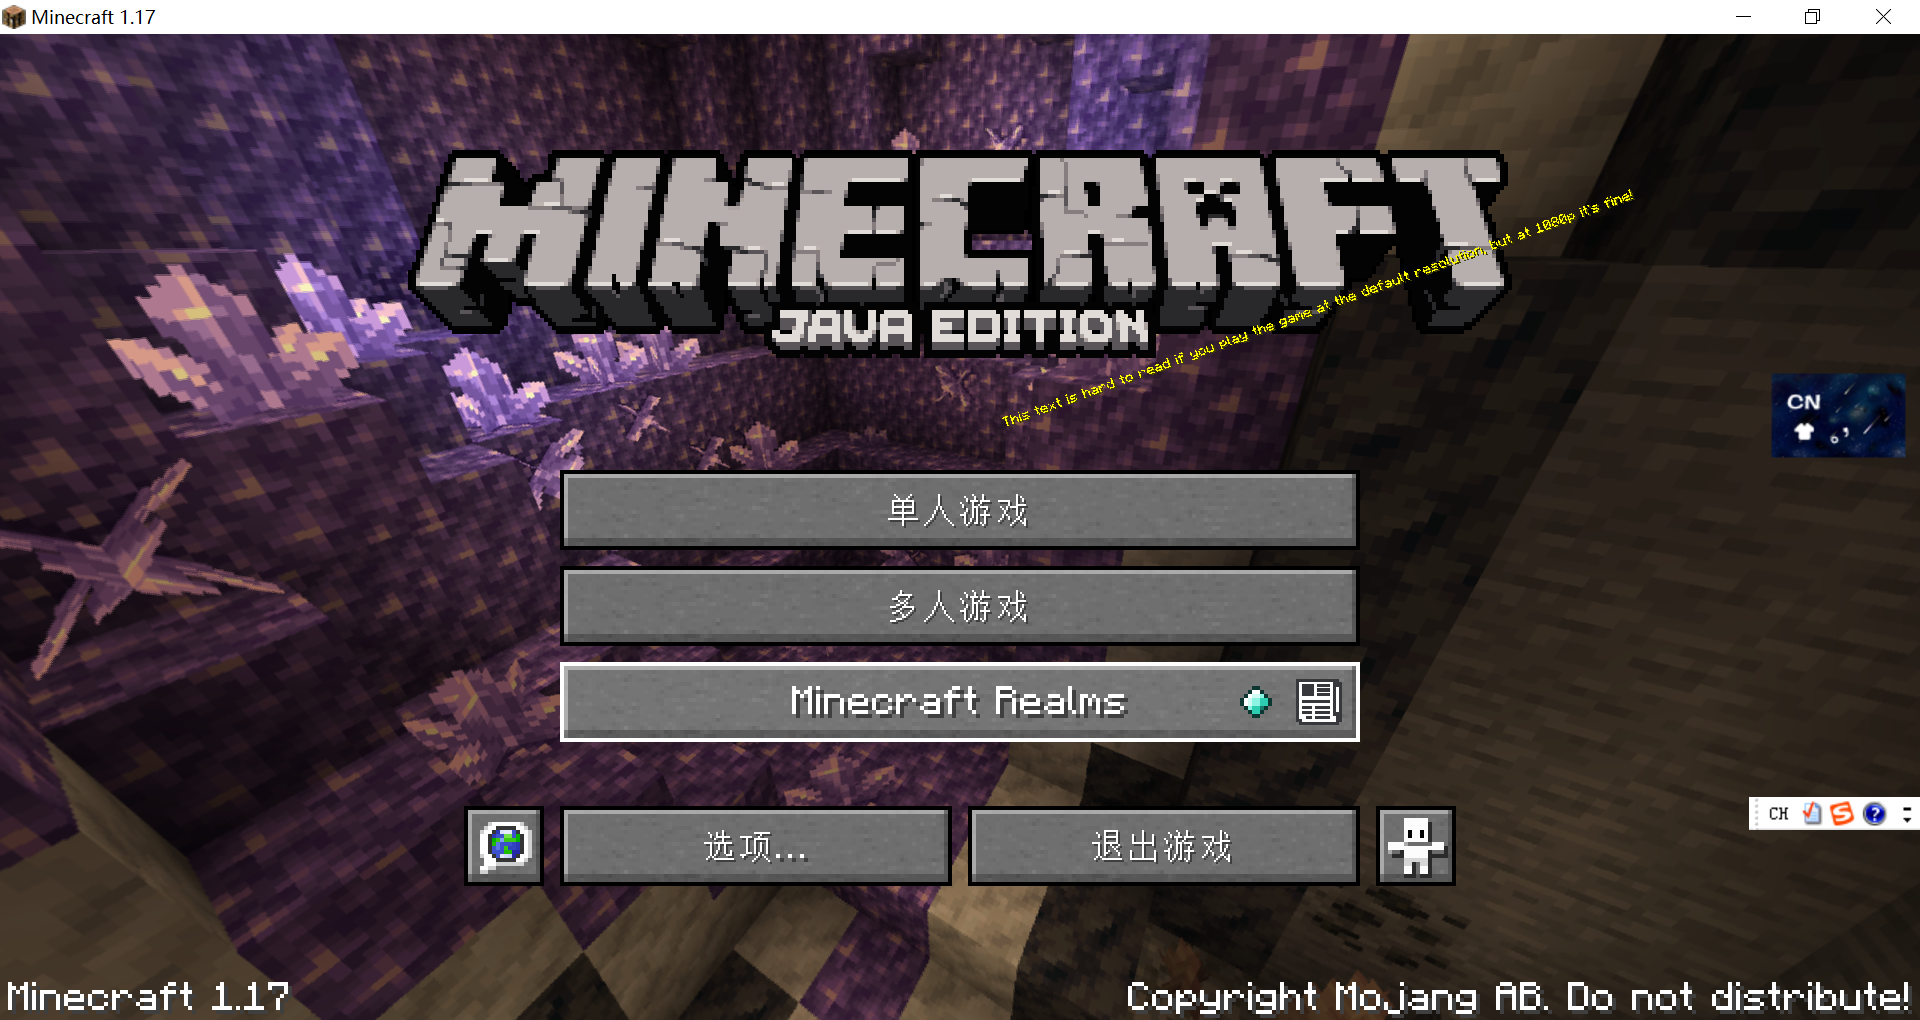 Minecraft 1.17
MINECRAFT
JAVA EDITION
This text is hard to read if you play the game at the default resolution, but at 1080p it's fine!
CN
单人游戏
多人游戏
Minecraft Realms
CH
选项...
退出游戏
Minecraft 1.17
Copyright Mojang AB. Do not distribute!